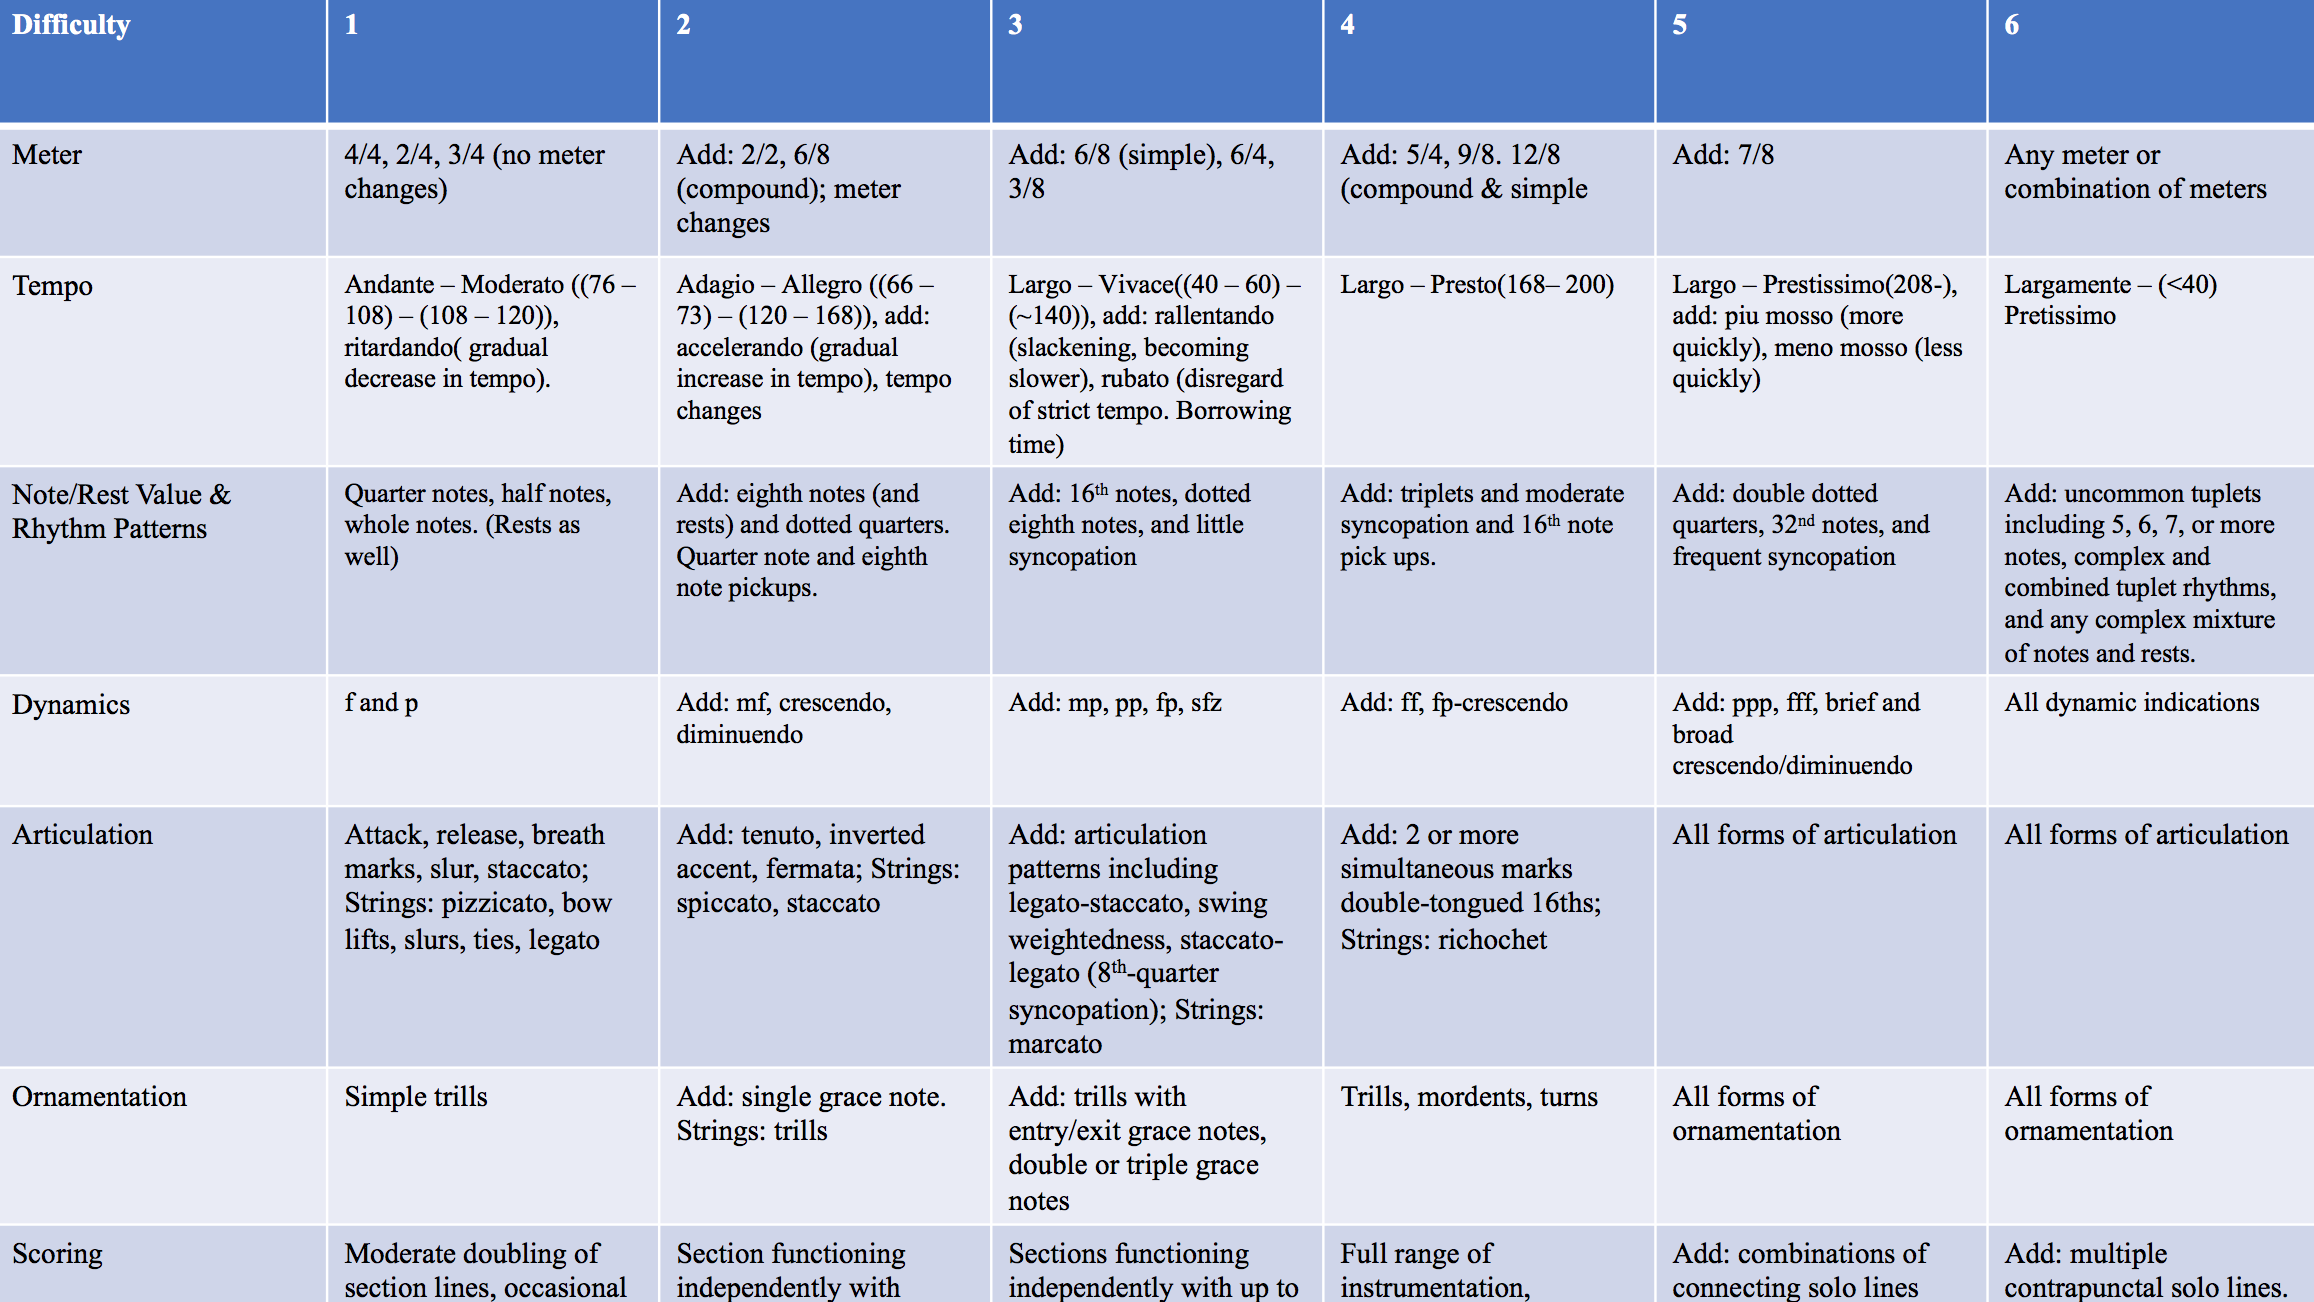 Difficulty
1
2
3
4
5
6
Meter
4/4, 2/4, 3/4 (no meter
changes)
Add: 2/2, 6/8
(compound); meter
changes
Add: 6/8 (simple), 6/4,
3/8
Add: 5/4, 9/8. 12/8
(compound & simple
Add: 7/8
Any meter or
combination of meters
Tempo
Andante – Moderato ((76 –
108) – (108 – 120)),
ritardando( gradual
decrease in tempo).
Adagio – Allegro ((66 –
73) – (120 – 168)), add:
accelerando (gradual
increase in tempo), tempo
changes
Largo – Vivace((40 – 60) –
(~140)), add: rallentando
(slackening, becoming
slower), rubato (disregard
of strict tempo. Borrowing
time)
Largo – Presto(168– 200)
Largo – Prestissimo(208-),
add: piu mosso (more
quickly), meno mosso (less
quickly)
Largamente – (<40)
Pretissimo
Note/Rest Value &
Rhythm Patterns
Quarter notes, half notes,
whole notes. (Rests as
well)
Add: eighth notes (and
rests) and dotted quarters.
Quarter note and eighth
note pickups.
Add: 16th notes, dotted
eighth notes, and little
syncopation
Add: triplets and moderate
syncopation and 16th note
pick ups.
Add: double dotted
quarters, 32nd notes, and
frequent syncopation
Add: uncommon tuplets
including 5, 6, 7, or more
notes, complex and
combined tuplet rhythms,
and any complex mixture
of notes and rests.
Dynamics
f and p
Add: mf, crescendo,
diminuendo
Add: mp, pp, fp, sfz
Add: ff, fp-crescendo
Add: ppp, fff, brief and
broad
crescendo/diminuendo
All dynamic indications
Articulation
Attack, release, breath
marks, slur, staccato;
Strings: pizzicato, bow
lifts, slurs, ties, legato
Add: tenuto, inverted
accent, fermata; Strings:
spiccato, staccato
Add: articulation
patterns including
legato-staccato, swing
weightedness, staccato-
legato (8th-quarter
syncopation); Strings:
marcato
Add: 2 or more
simultaneous marks
double-tongued 16ths;
Strings: richochet
All forms of articulation
All forms of articulation
Ornamentation
Simple trills
Add: single grace note.
Strings: trills
Add: trills with
entry/exit grace notes,
double or triple grace
notes
Trills, mordents, turns
All forms of
ornamentation
All forms of
ornamentation
Scoring
Moderate doubling of
section lines, occasional
Section functioning
independently with
Sections functioning
independently with up to
Full range of
instrumentation,
Add: combinations of
connecting solo lines
Add: multiple
contrapunctal solo lines.